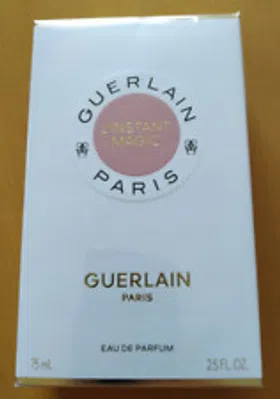 GUERLAIN
L'INSTANT
MAGIC
PARIS
GUERLAIN
PARIS
EAU DE PARFUM
75 mL 2.5 FL. OZ.